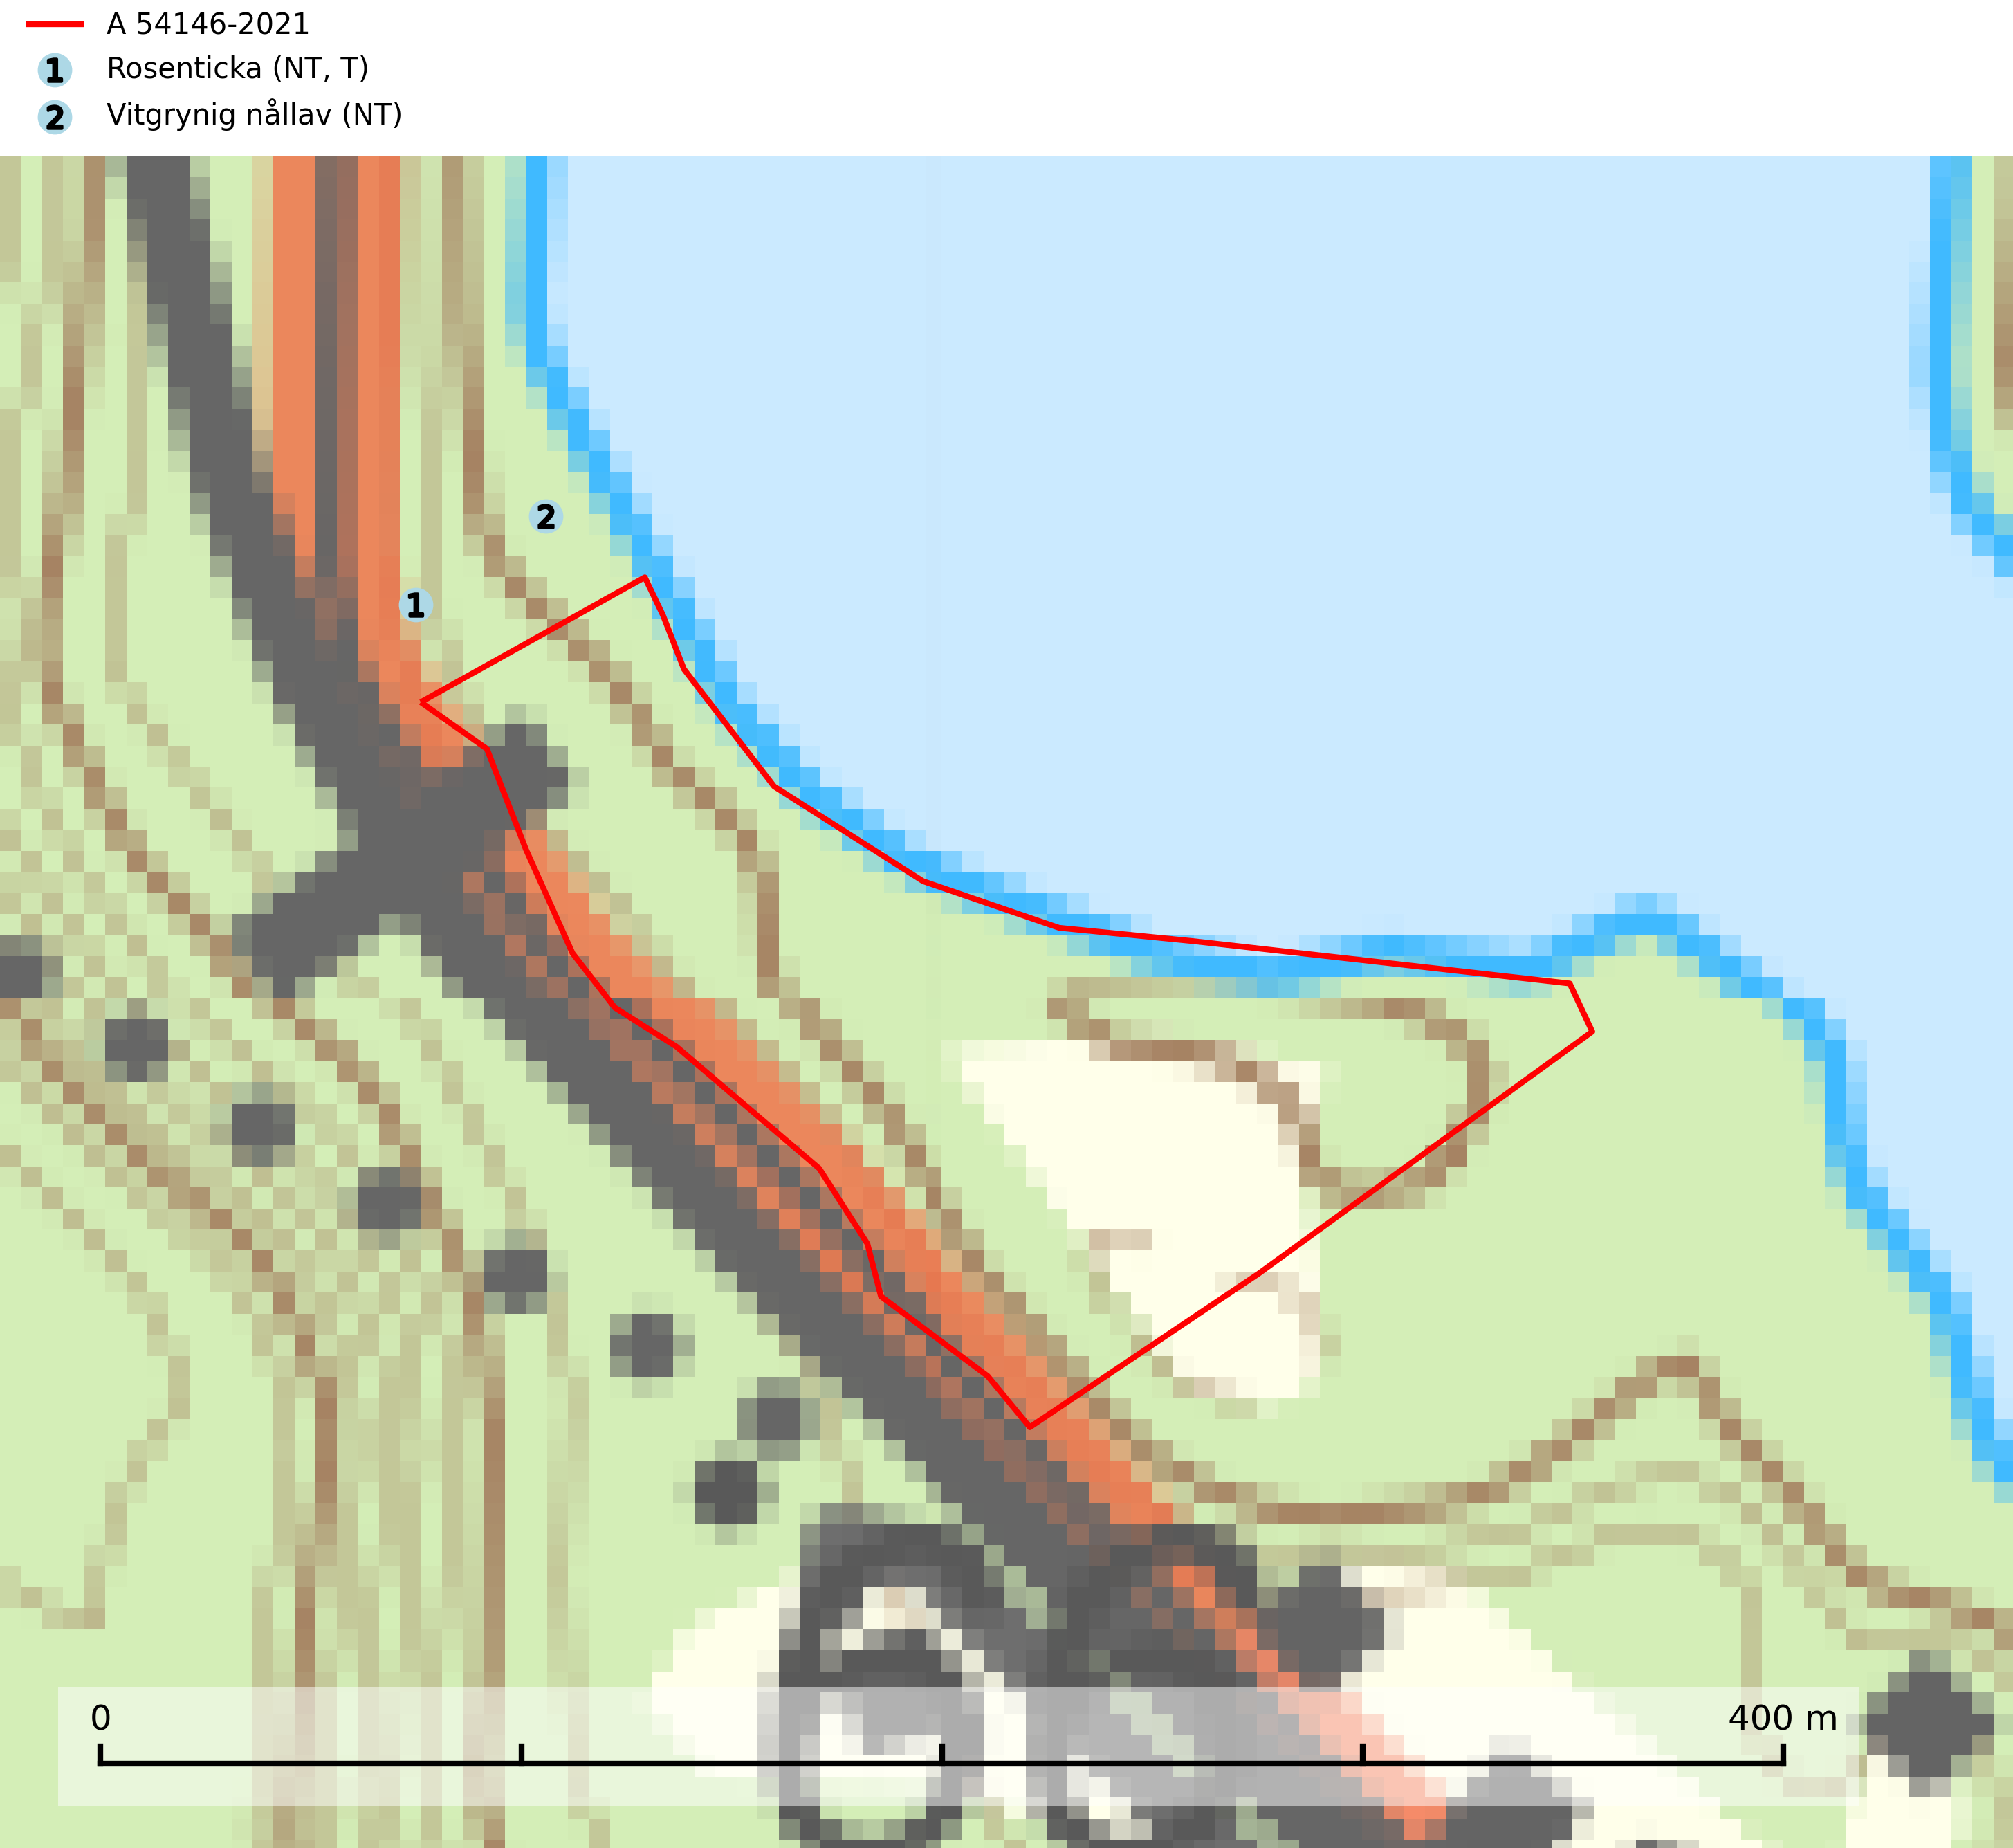 A 54146-2021
1 Rosenticka (NT, T)
2 Vitgrynig nållav (NT)
2
1
0 400 m